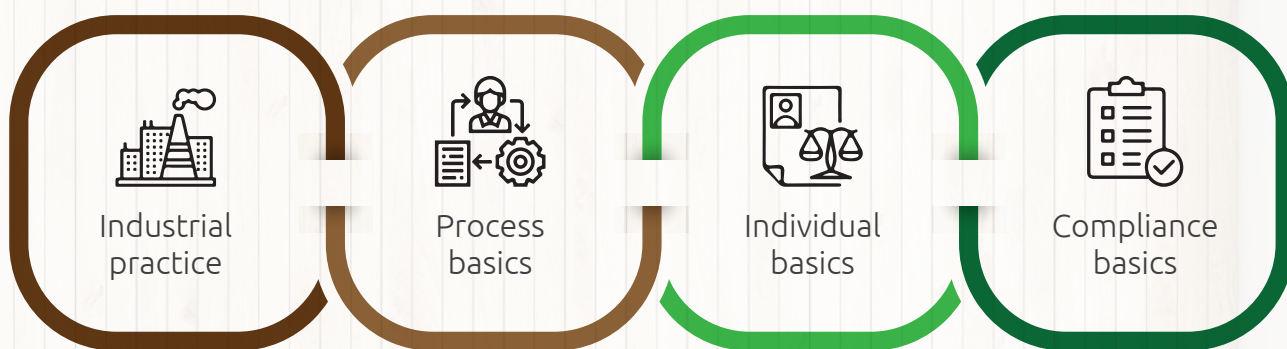 Industrial
practice
Process
basics
Individual
basics
Compliance
basics